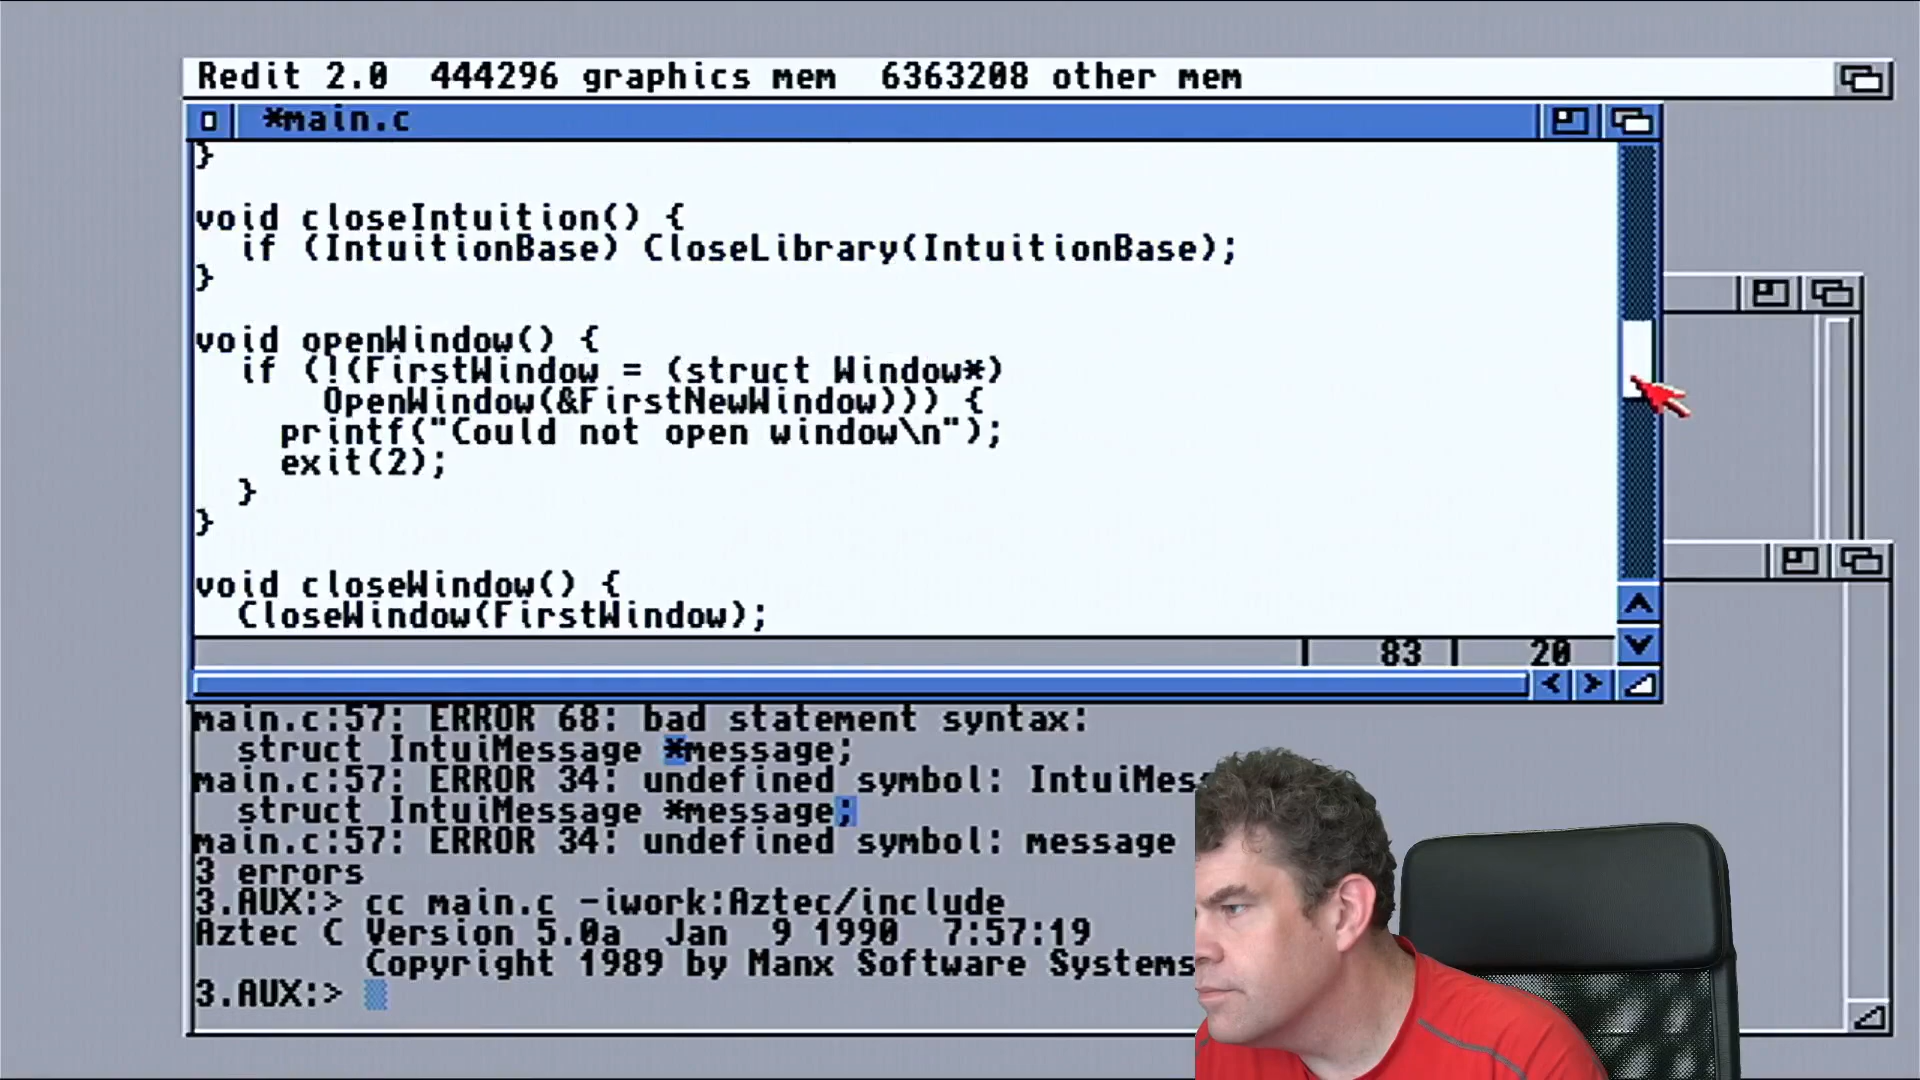 Redit 2.0 444296 graphics mem 6363208 other mem
*main.c
}
void closeIntuition() {
if (IntuitionBase) CloseLibrary(IntuitionBase);
}
void openWindow() {
if (!(FirstWindow = (struct Window*)
OpenWindow(&FirstNewWindow))) {
printf("Could not open window\n");
exit(2);
}
}
void closeWindow() {
CloseWindow(FirstWindow);
83 20
main.c:57: ERROR 68: bad statement syntax:
struct IntuiMessage *message;
main.c:57: ERROR 34: undefined symbol: IntuiMess
struct IntuiMessage *message;
main.c:57: ERROR 34: undefined symbol: message
3 errors
3.AUX:> cc main.c -iwork:Aztec/include
Aztec C Version 5.0a Jan 9 1990 7:57:19
Copyright 1989 by Manx Software Systems
3.AUX:>